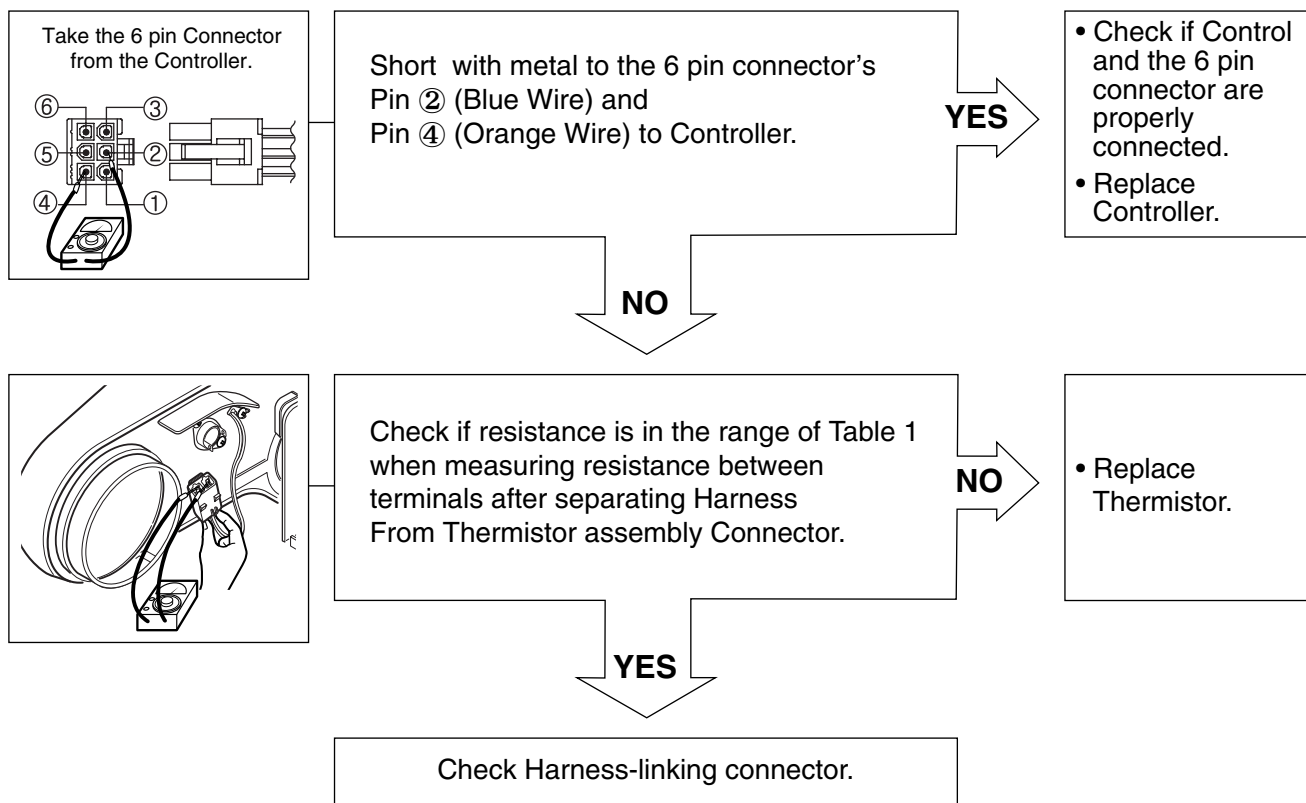 Take the 6 pin Connector
from the Controller.
⑥
③
⑤
②
④
①
Short with metal to the 6 pin connector’s
Pin ② (Blue Wire) and
Pin ④ (Orange Wire) to Controller.
YES
• Check if Control
and the 6 pin
connector are
properly
connected.
• Replace
Controller.
NO
Check if resistance is in the range of Table 1
when measuring resistance between
terminals after separating Harness
From Thermistor assembly Connector.
NO
• Replace
Thermistor.
YES
Check Harness-linking connector.